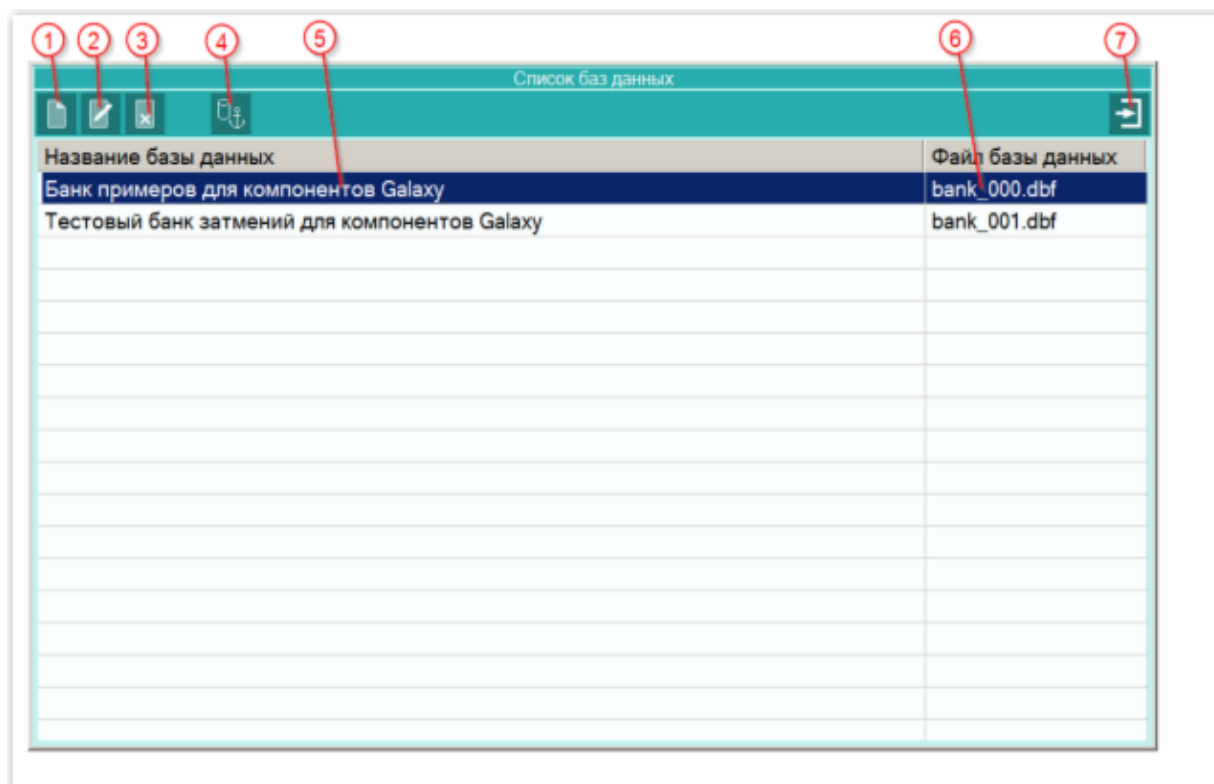 1 2 3 4 5 6 7
Список баз данных
Название базы данных Файл базы данных
Банк примеров для компонентов Galaxy bank_000.dbf
Тестовый банк затмений для компонентов Galaxy bank_001.dbf